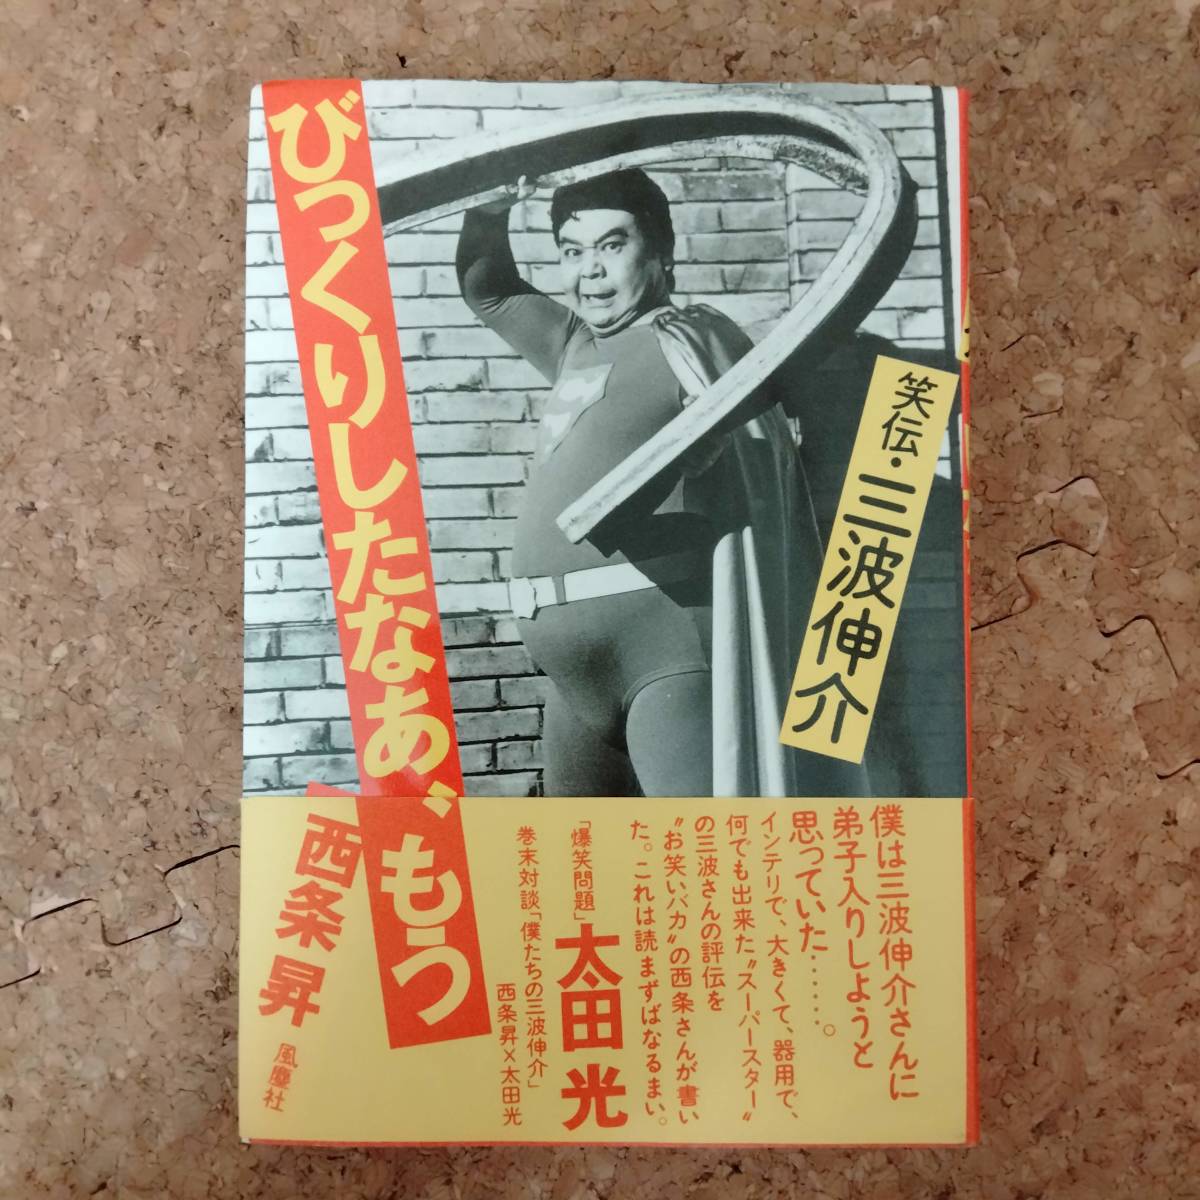 びっくりしたなあ、もう
笑伝・三波伸介
西条昇
風塵社
僕は三波伸介さんに
弟子入りしようと
思っていた……。
インテリで、大きくて、器用で、
何でも出来た“スーパースター”
の三波さんの評伝を
“お笑いバカ”の西条さんが書い
た。これは読まずばなるまい。
「爆笑問題」太田光
巻末対談「僕たちの三波伸介」
西条昇×太田光